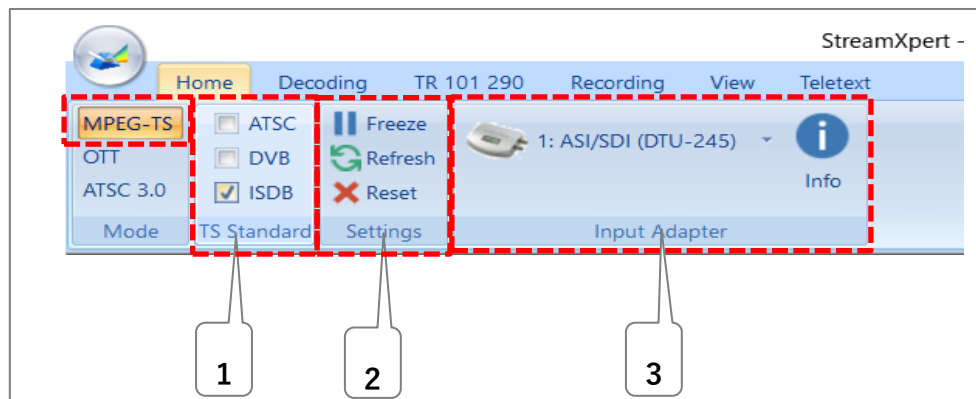 StreamXpert -
Home Decoding TR 101 290 Recording View Teletext
MPEG-TS
OTT
ATSC 3.0
Mode
ATSC
DVB
ISDB
TS Standard
Freeze
Refresh
Reset
Settings
1: ASI/SDI (DTU-245)
Info
Input Adapter
1
2
3